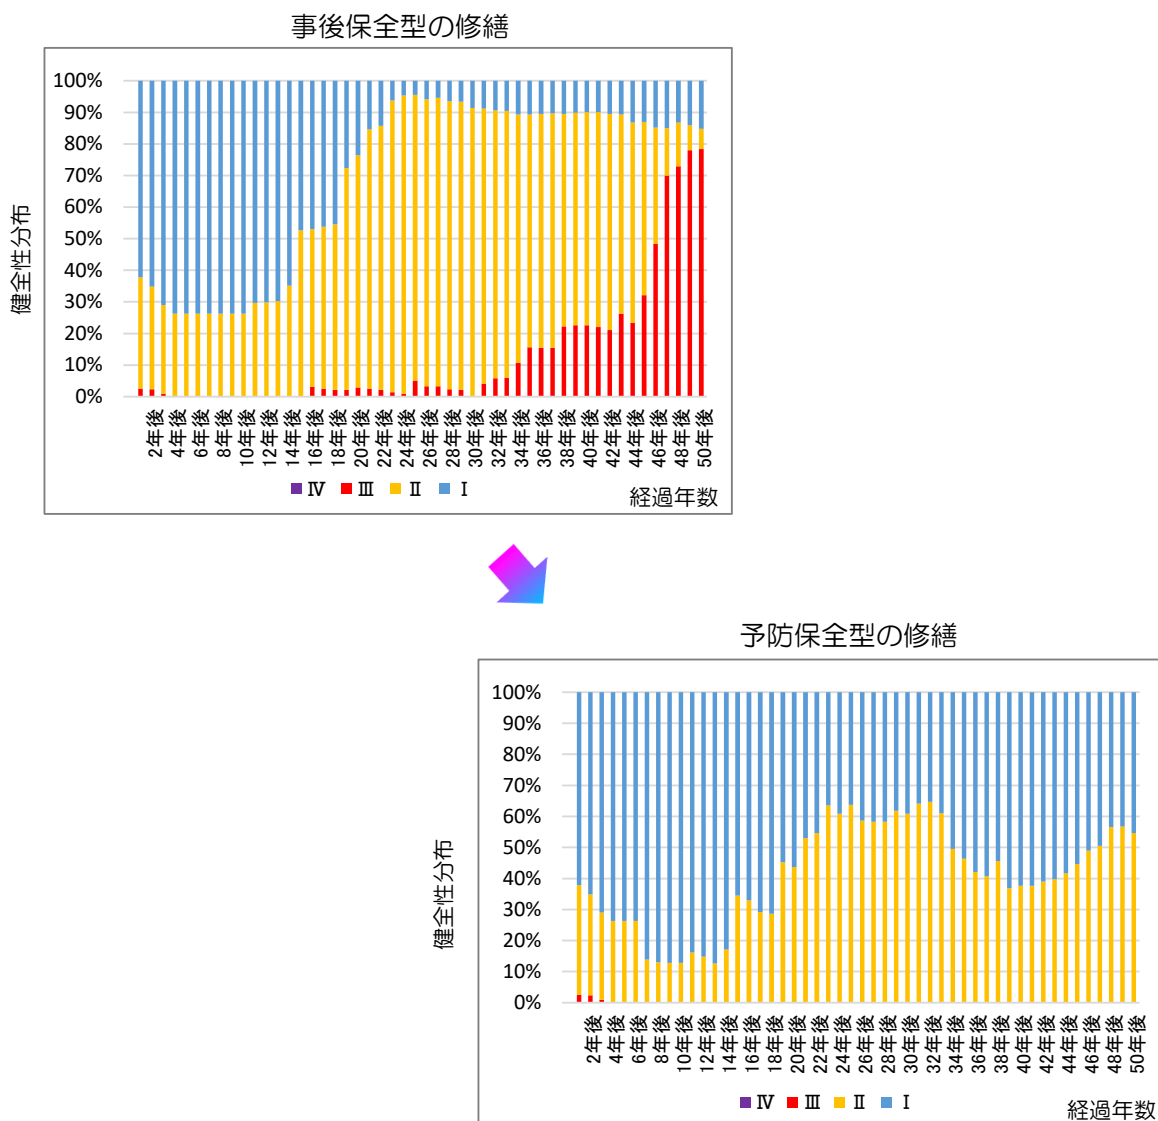 事後保全型の修繕
100%
90%
80%
70%
60%
50%
40%
30%
20%
10%
0%
健全性分布
2年後
4年後
6年後
8年後
10年後
12年後
14年後
16年後
18年後
20年後
22年後
24年後
26年後
28年後
30年後
32年後
34年後
36年後
38年後
40年後
42年後
44年後
46年後
48年後
50年後
Ⅳ Ⅲ Ⅱ Ⅰ
経過年数
予防保全型の修繕
100%
90%
80%
70%
60%
50%
40%
30%
20%
10%
0%
健全性分布
2年後
4年後
6年後
8年後
10年後
12年後
14年後
16年後
18年後
20年後
22年後
24年後
26年後
28年後
30年後
32年後
34年後
36年後
38年後
40年後
42年後
44年後
46年後
48年後
50年後
Ⅳ Ⅲ Ⅱ Ⅰ
経過年数